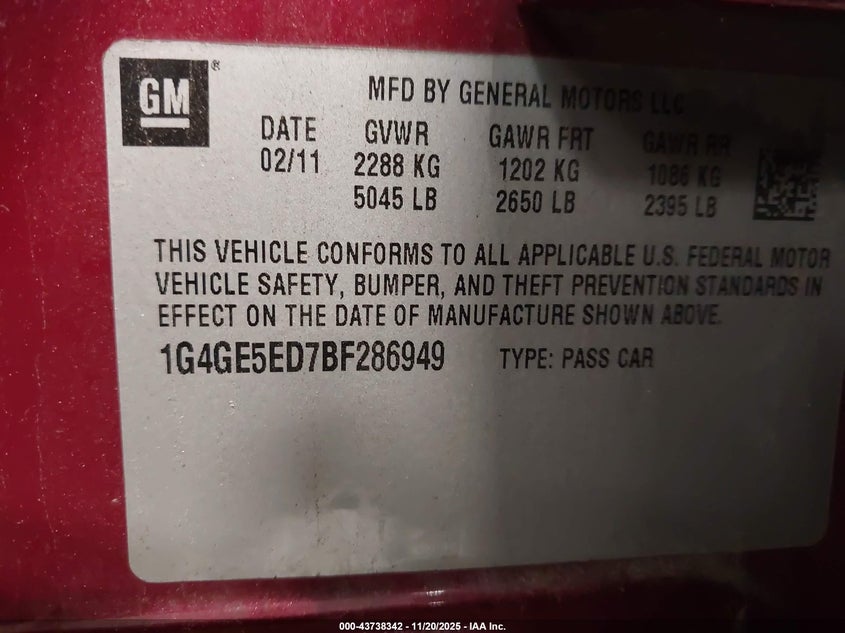 GM®
MFD BY GENERAL MOTORS LLC
DATE GVWR GAWR FRT GAWR RR
02/11 2288 KG 1202 KG 1086 KG
5045 LB 2650 LB 2395 LB
THIS VEHICLE CONFORMS TO ALL APPLICABLE U.S. FEDERAL MOTOR
VEHICLE SAFETY, BUMPER, AND THEFT PREVENTION STANDARDS IN
EFFECT ON THE DATE OF MANUFACTURE SHOWN ABOVE.
1G4GE5ED7BF286949 TYPE: PASS CAR
000-43738342 - 11/20/2025 - IAA Inc.